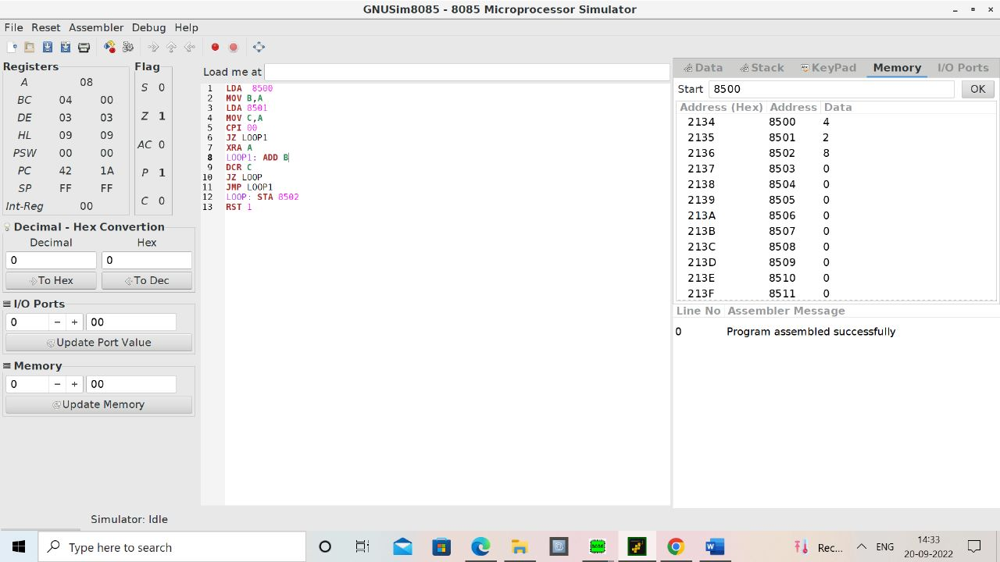 GNUSim8085 - 8085 Microprocessor Simulator
File Reset Assembler Debug Help
Registers
A 08
BC 04 00
DE 03 03
HL 09 09
PSW 00 00
PC 42 1A
SP FF FF
Int-Reg 00
Flag
S 0
Z 1
AC 0
P 1
C 0
Decimal - Hex Convertion
Decimal Hex
0 0
To Hex To Dec
I/O Ports
0 − + 00
Update Port Value
Memory
0 − + 00
Update Memory
Load me at
1 LDA 8500
2 MOV B,A
3 LDA 8501
4 MOV C,A
5 CPI 00
6 JZ LOOP1
7 XRA A
8 LOOP1: ADD B
9 DCR C
10 JZ LOOP
11 JMP LOOP1
12 LOOP: STA 8502
13 RST 1
Data Stack KeyPad Memory I/O Ports
Start 8500 OK
Address (Hex) Address Data
2134 8500 4
2135 8501 2
2136 8502 8
2137 8503 0
2138 8504 0
2139 8505 0
213A 8506 0
213B 8507 0
213C 8508 0
213D 8509 0
213E 8510 0
213F 8511 0
Line No Assembler Message
0 Program assembled successfully
Simulator: Idle
Type here to search
Rec... ENG
14:33
20-09-2022